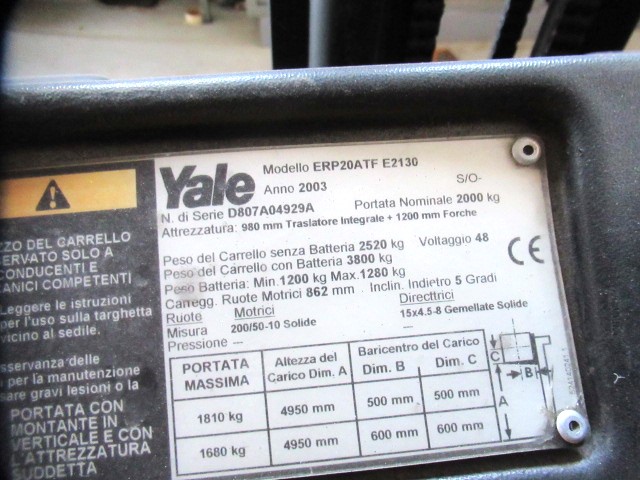 Yale
Modello ERP20ATF E2130
Anno 2003
S/O-
N. di Serie D807A04929A
Portata Nominale 2000 kg
Attrezzatura: 980 mm Traslatore Integrale + 1200 mm Forche
Peso del Carrello senza Batteria 2520 kg Voltaggio 48
Peso del Carrello con Batteria 3800 kg
Peso Batteria: Min.1200 kg Max.1280 kg
Caregg. Ruote Motrici 862 mm Inclin. Indietro 5 Gradi
Ruote Motrici Direttrici
Misura 200/50-10 Solide 15x4.5-8 Gemellate Solide
Pressione --- ---
CE
PORTATA MASSIMA
Altezza del Carico Dim. A
Baricentro del Carico
Dim. B Dim. C
1810 kg 4950 mm 500 mm 500 mm
1680 kg 4950 mm 600 mm 600 mm
C
B
A
ZO DEL CARRELLO
SERVATO SOLO A
CONDUCENTI E
ANICI COMPETENTI
Leggere le istruzioni
per l'uso sulla targhetta
vicino al sedile.
sservanza delle
i per la manutenzione
sare gravi lesioni o la
PORTATA CON
MONTANTE IN
VERTICALE E CON
L'ATTREZZATURA
SUDDETTA